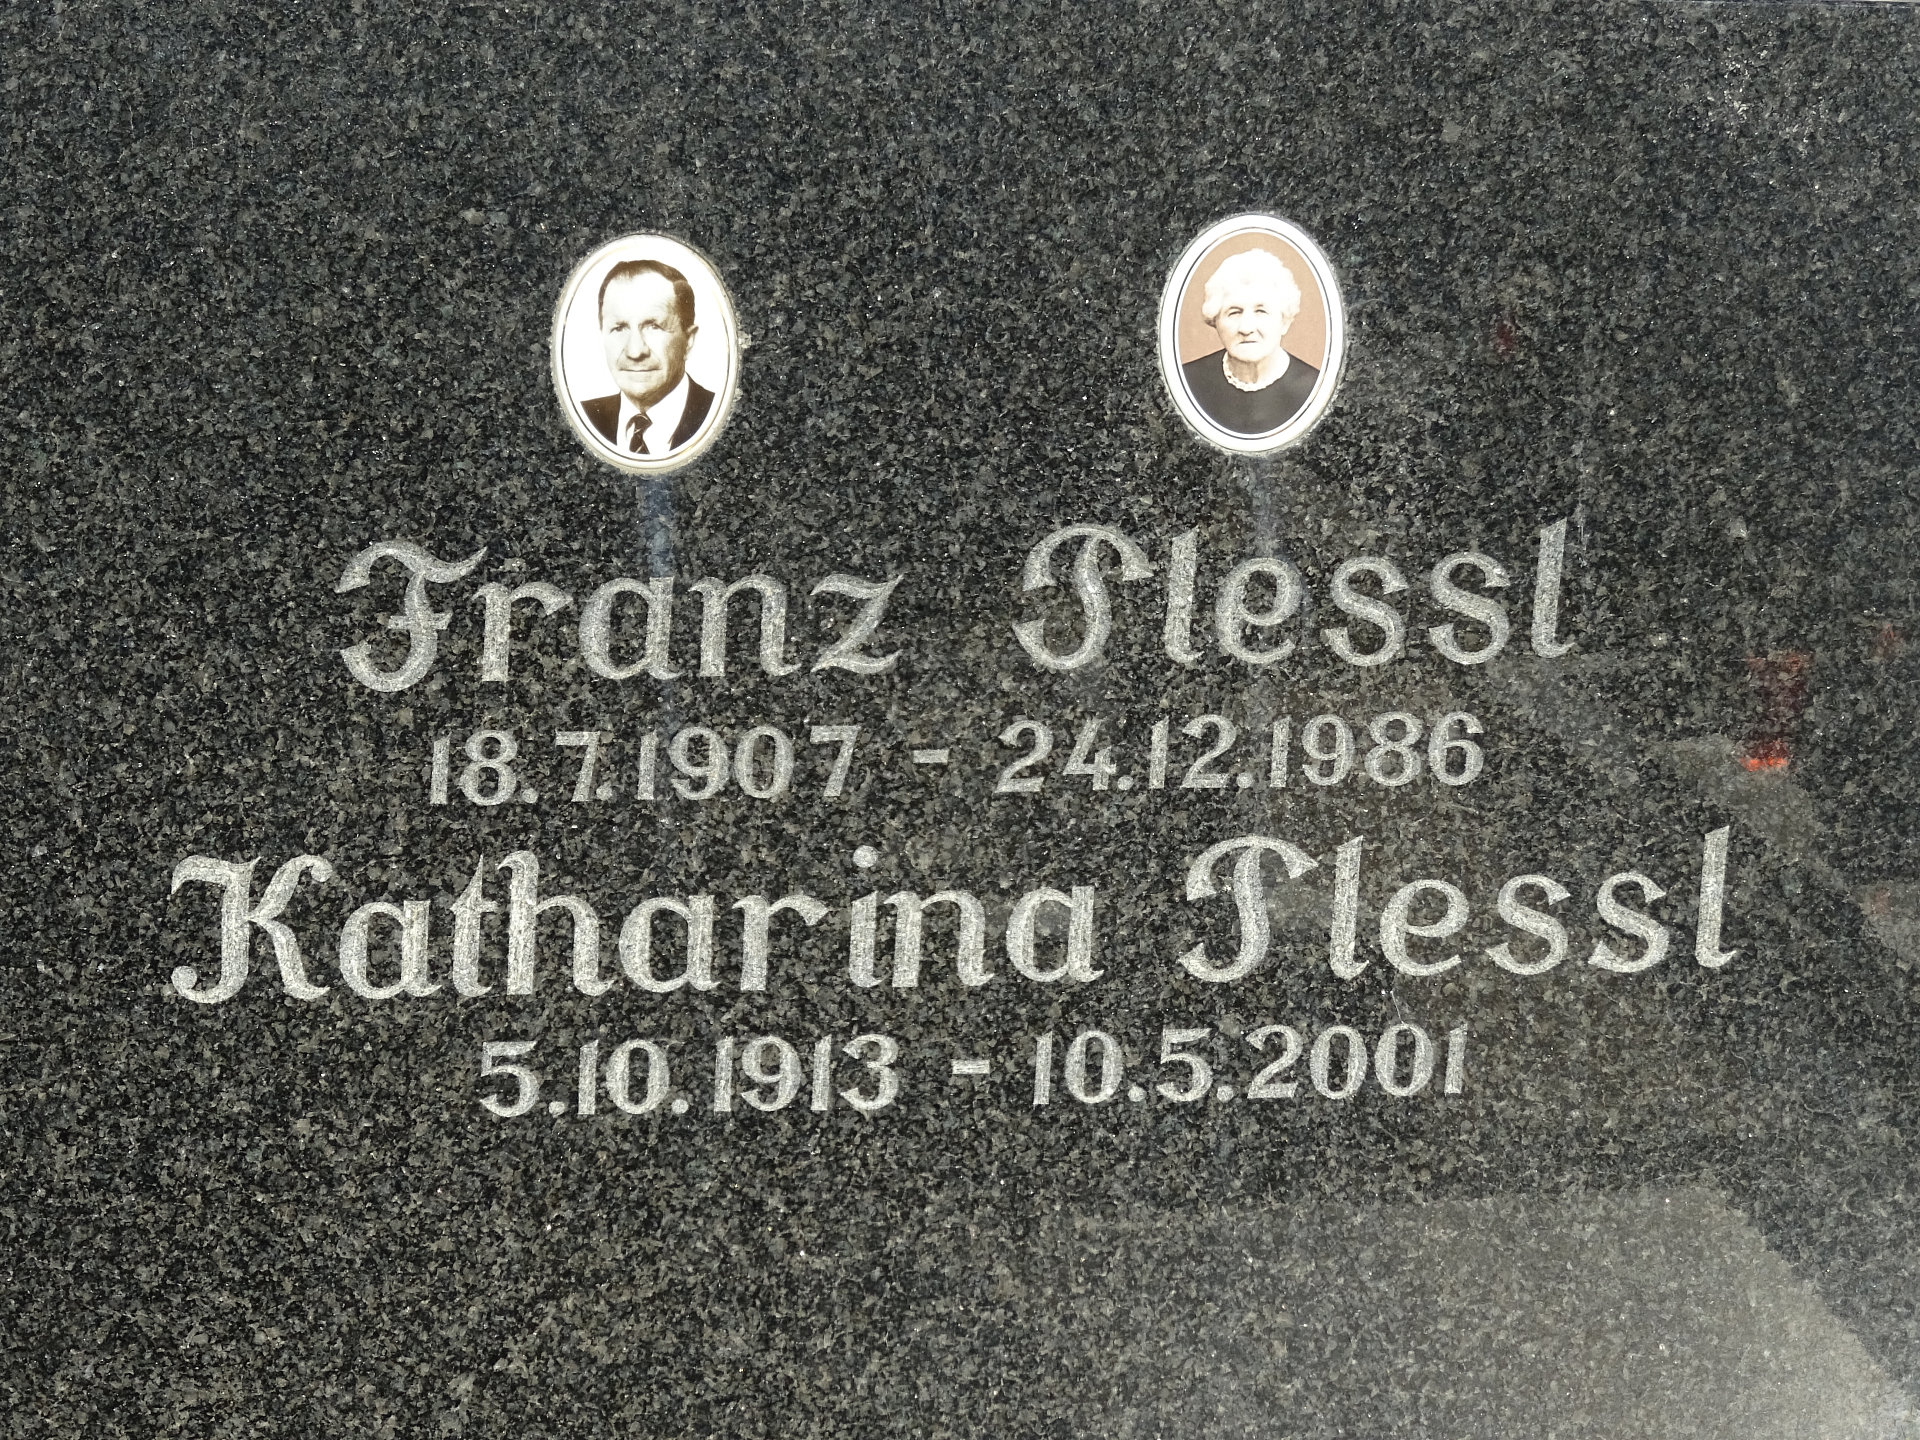 Franz Plessl
18.7.1907 - 24.12.1986
Katharina Plessl
5.10.1913 - 10.5.2001